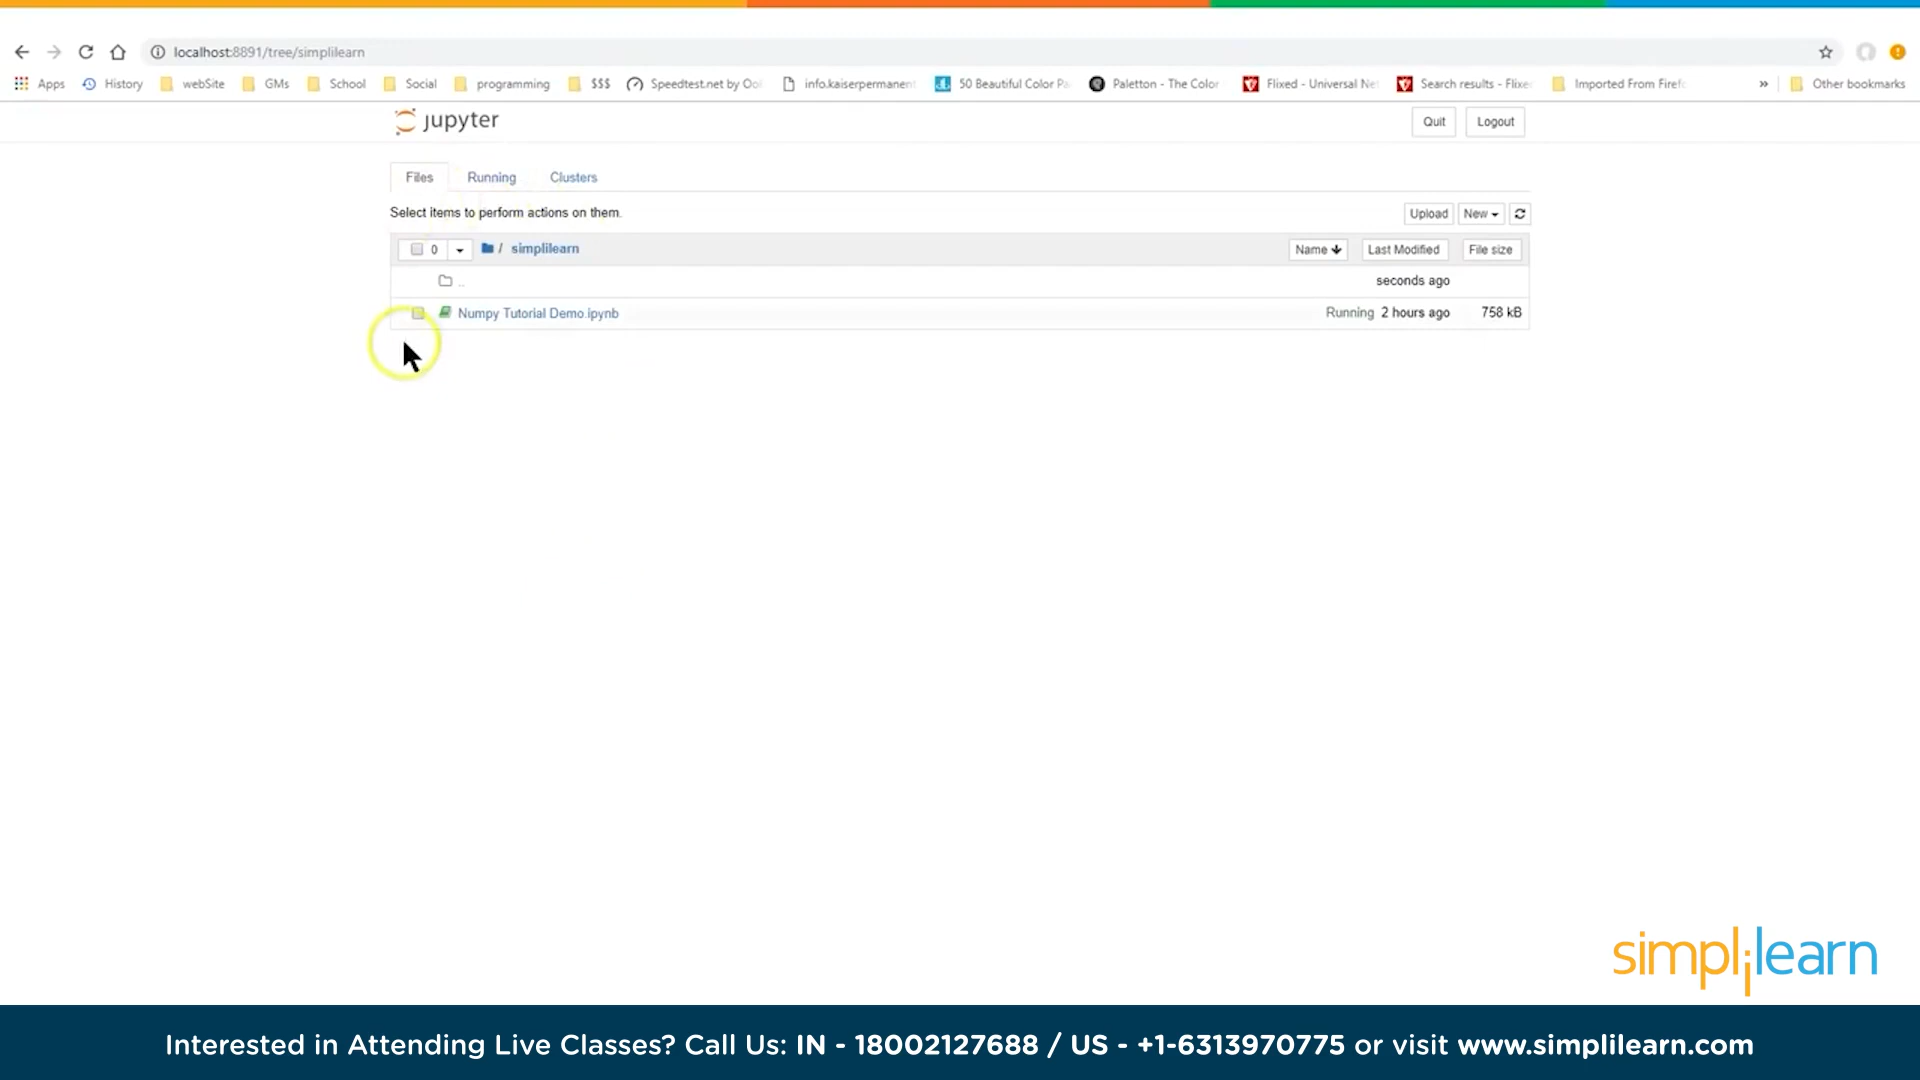 localhost:8891/tree/simplilearn
Apps History webSite GMs School Social programming $$$ Speedtest.net by Ool info.kaiserpermanent 50 Beautiful Color Pa Paletton - The Color Flixed - Universal Net Search results - Flixe Imported From Firef » Other bookmarks
jupyter Quit Logout
Files Running Clusters
Select items to perform actions on them. Upload New
0 / simplilearn Name Last Modified File size
.. seconds ago
Numpy Tutorial Demo.ipynb Running 2 hours ago 758 kB
simplilearn
Interested in Attending Live Classes? Call Us: IN - 18002127688 / US - +1-6313970775 or visit www.simplilearn.com